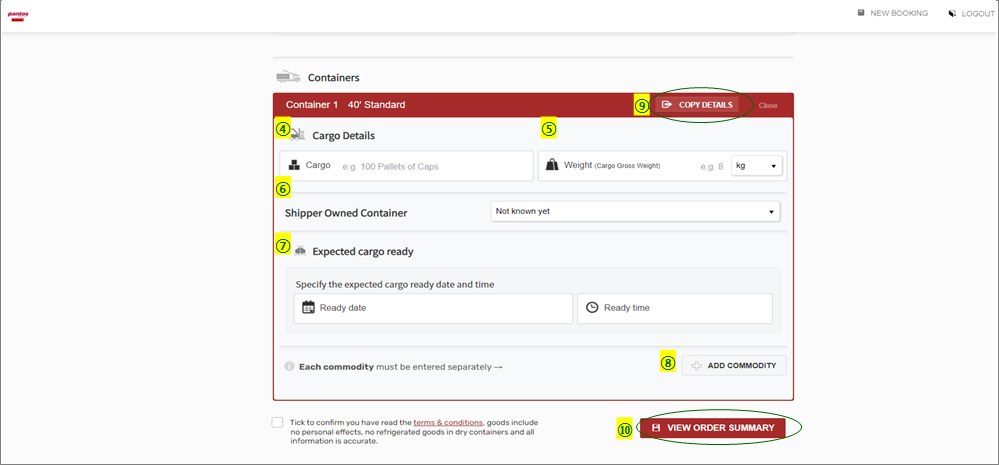 pantos
NEW BOOKING
LOGOUT
Containers
Container 1 40' Standard
⑨
COPY DETAILS
Close
④
Cargo Details
⑤
Cargo
e.g. 100 Pallets of Caps
Weight (Cargo Gross Weight)
e.g. 8
kg
⑥
Shipper Owned Container
Not known yet
⑦
Expected cargo ready
Specify the expected cargo ready date and time
Ready date
Ready time
Each commodity must be entered separately →
⑧
ADD COMMODITY
Tick to confirm you have read the terms & conditions, goods include
no personal effects, no refrigerated goods in dry containers and all
information is accurate.
⑩
VIEW ORDER SUMMARY